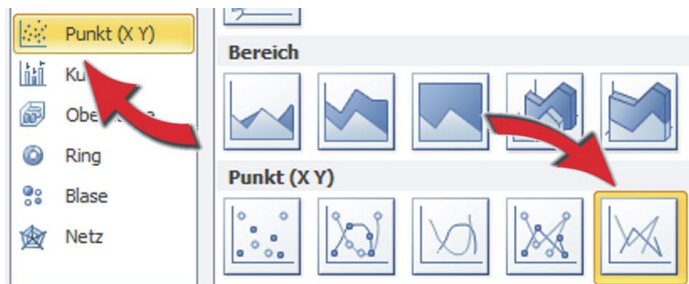 Punkt (X Y)
Ring
Blase
Netz
Bereich
Punkt (X Y)